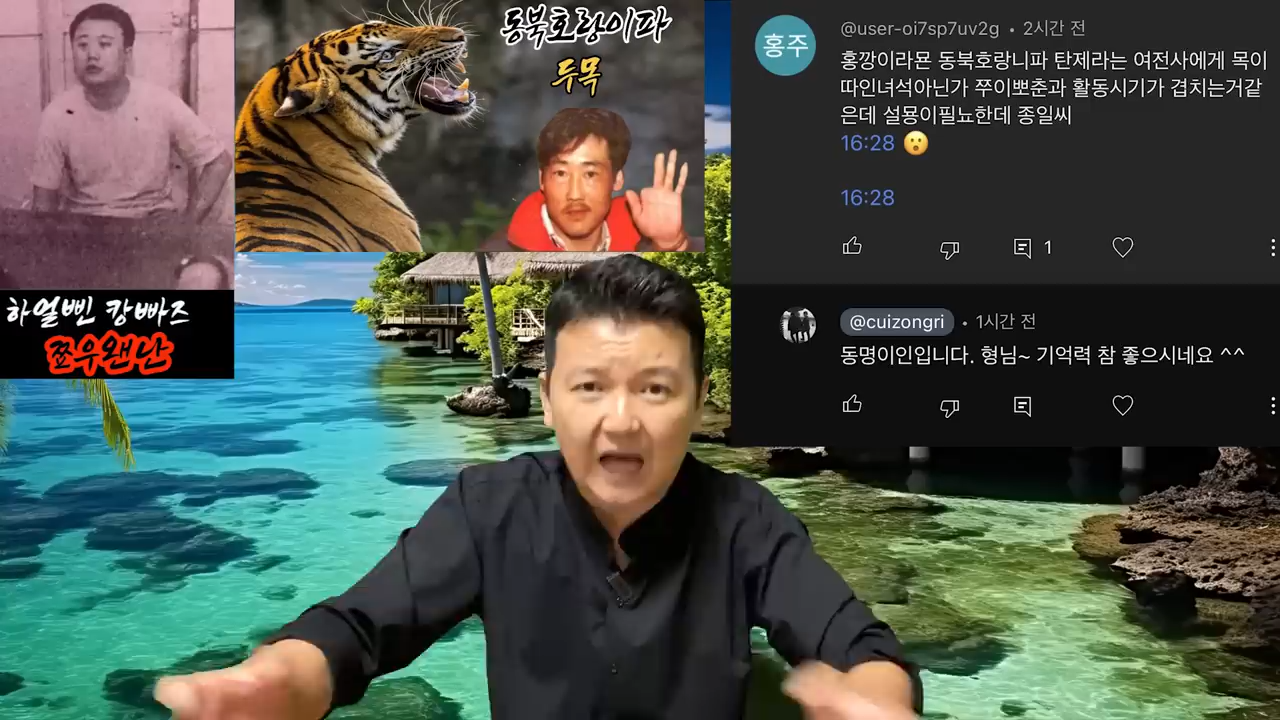 동북호랑이파
두목
하얼삔 캉빠즈
쬬우왠난
홍주
@user-oi7sp7uv2g • 2시간 전
홍깡이라묜 동북호랑니파 탄제라는 여전사에게 목이
따인녀석아닌가 쭈이뽀춘과 활동시기가 겹치는거같
은데 설묭이필뇨한데 종일씨
16:28 😮
16:28
1
@cuizongri • 1시간 전
동명이인입니다. 형님~ 기억력 참 좋으시네요 ^^